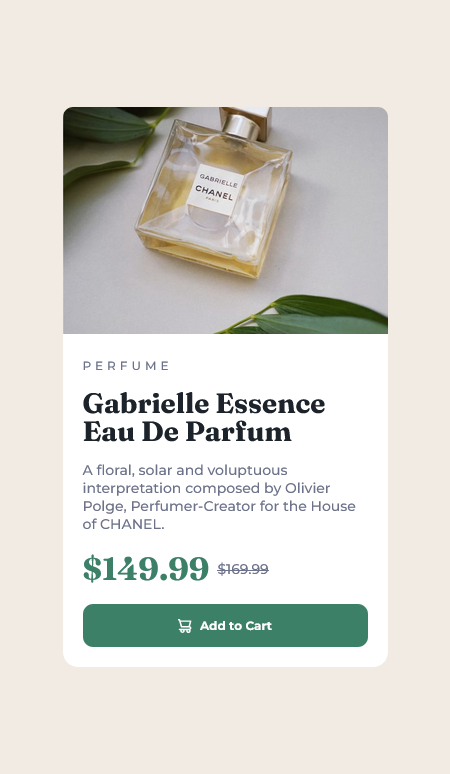 GABRIELLE
CHANEL
PARIS
PERFUME
Gabrielle Essence
Eau De Parfum
A floral, solar and voluptuous
interpretation composed by Olivier
Polge, Perfumer-Creator for the House
of CHANEL.
$149.99 $169.99
Add to Cart